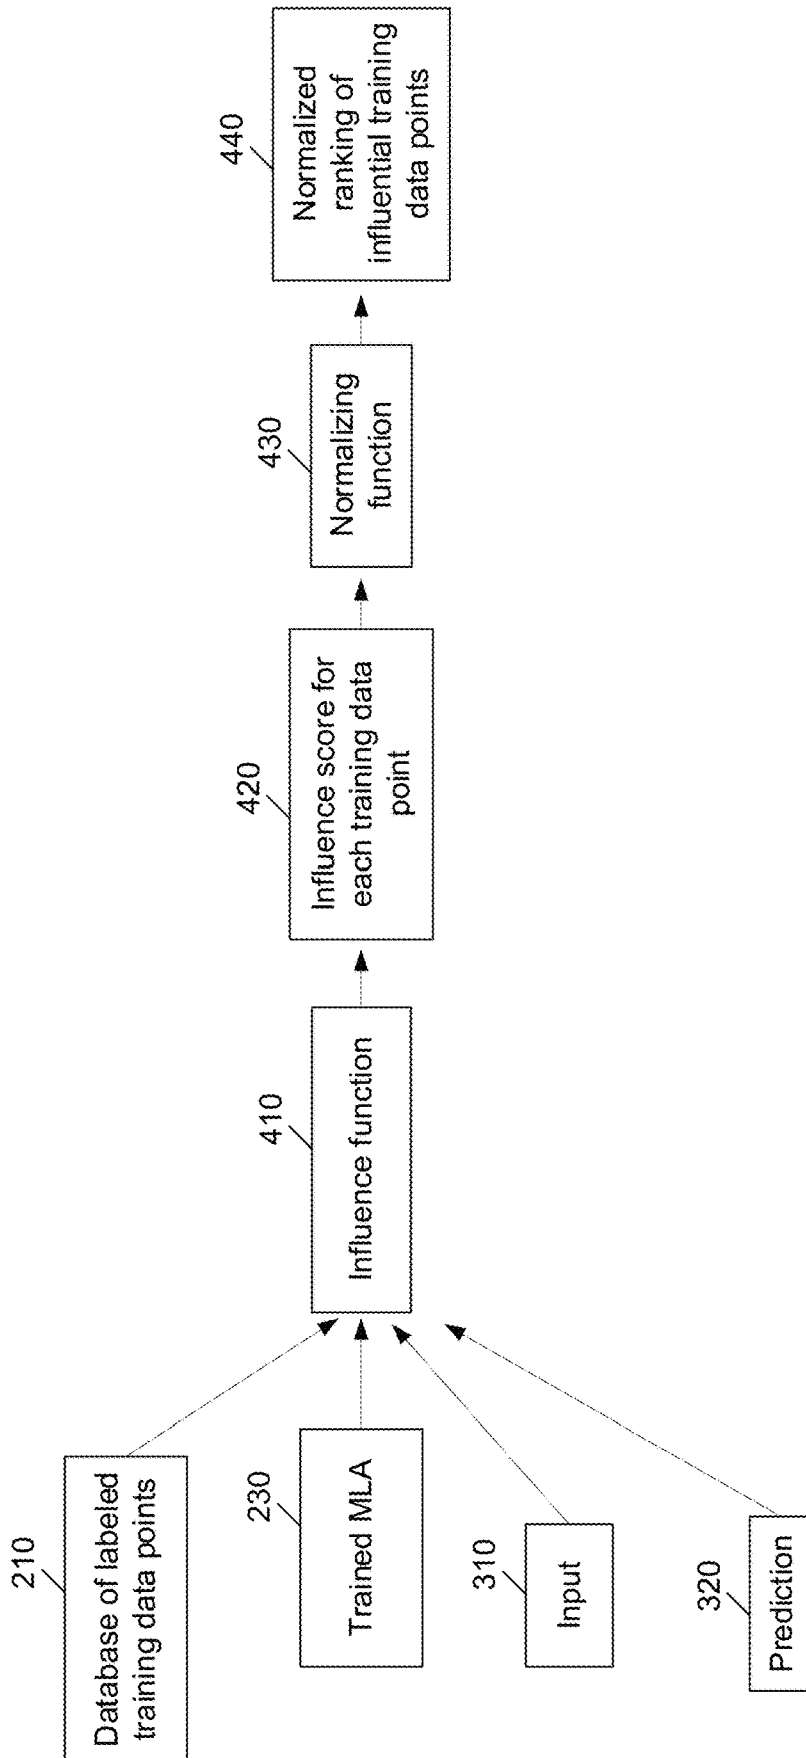 210
Database of labeled
training data points
230
Trained MLA
310
Input
320
Prediction
410
Influence function
420
Influence score for
each training data
point
430
Normalizing
function
440
Normalized
ranking of
influential training
data points